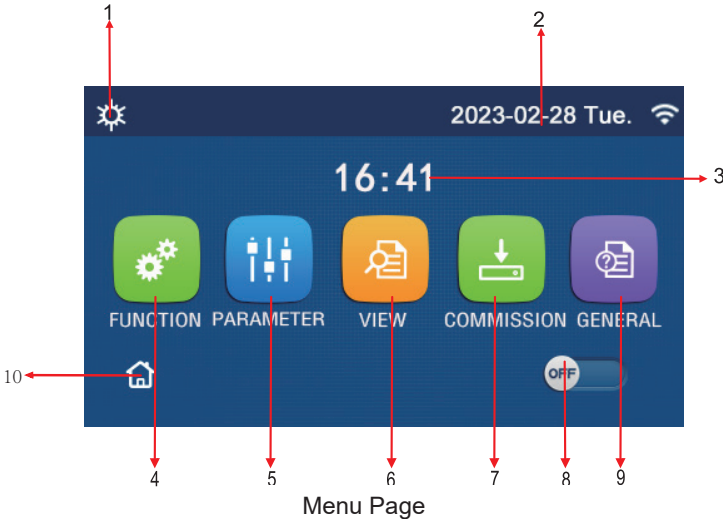 1
2
2023-02-28 Tue.
16:41
3
FUNCTION PARAMETER VIEW COMMISSION GENERAL
10
OFF
4 5 6 7 8 9
Menu Page